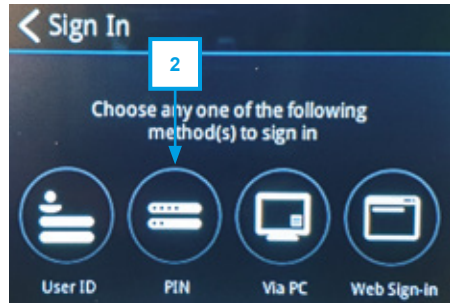 Sign In
2
Choose any one of the following
method(s) to sign in
User ID PIN Via PC Web Sign-in